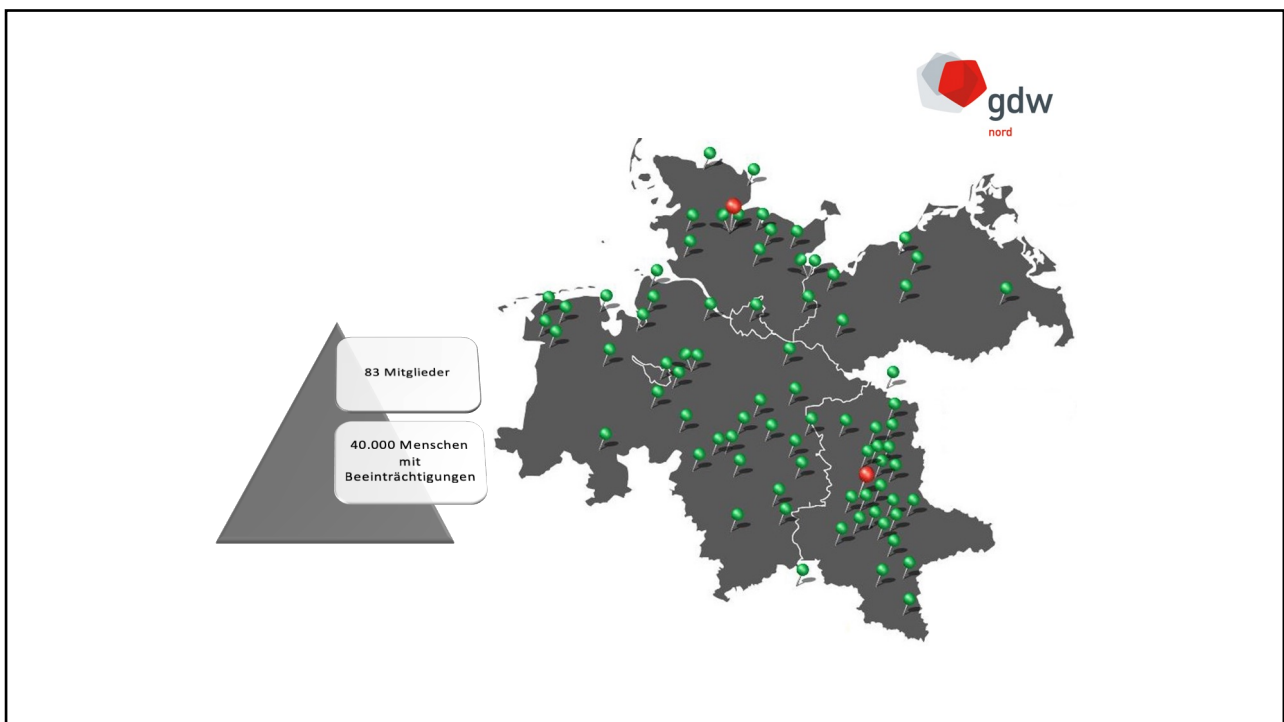 gdw
nord
83 Mitglieder
40.000 Menschen
mit
Beeinträchtigungen